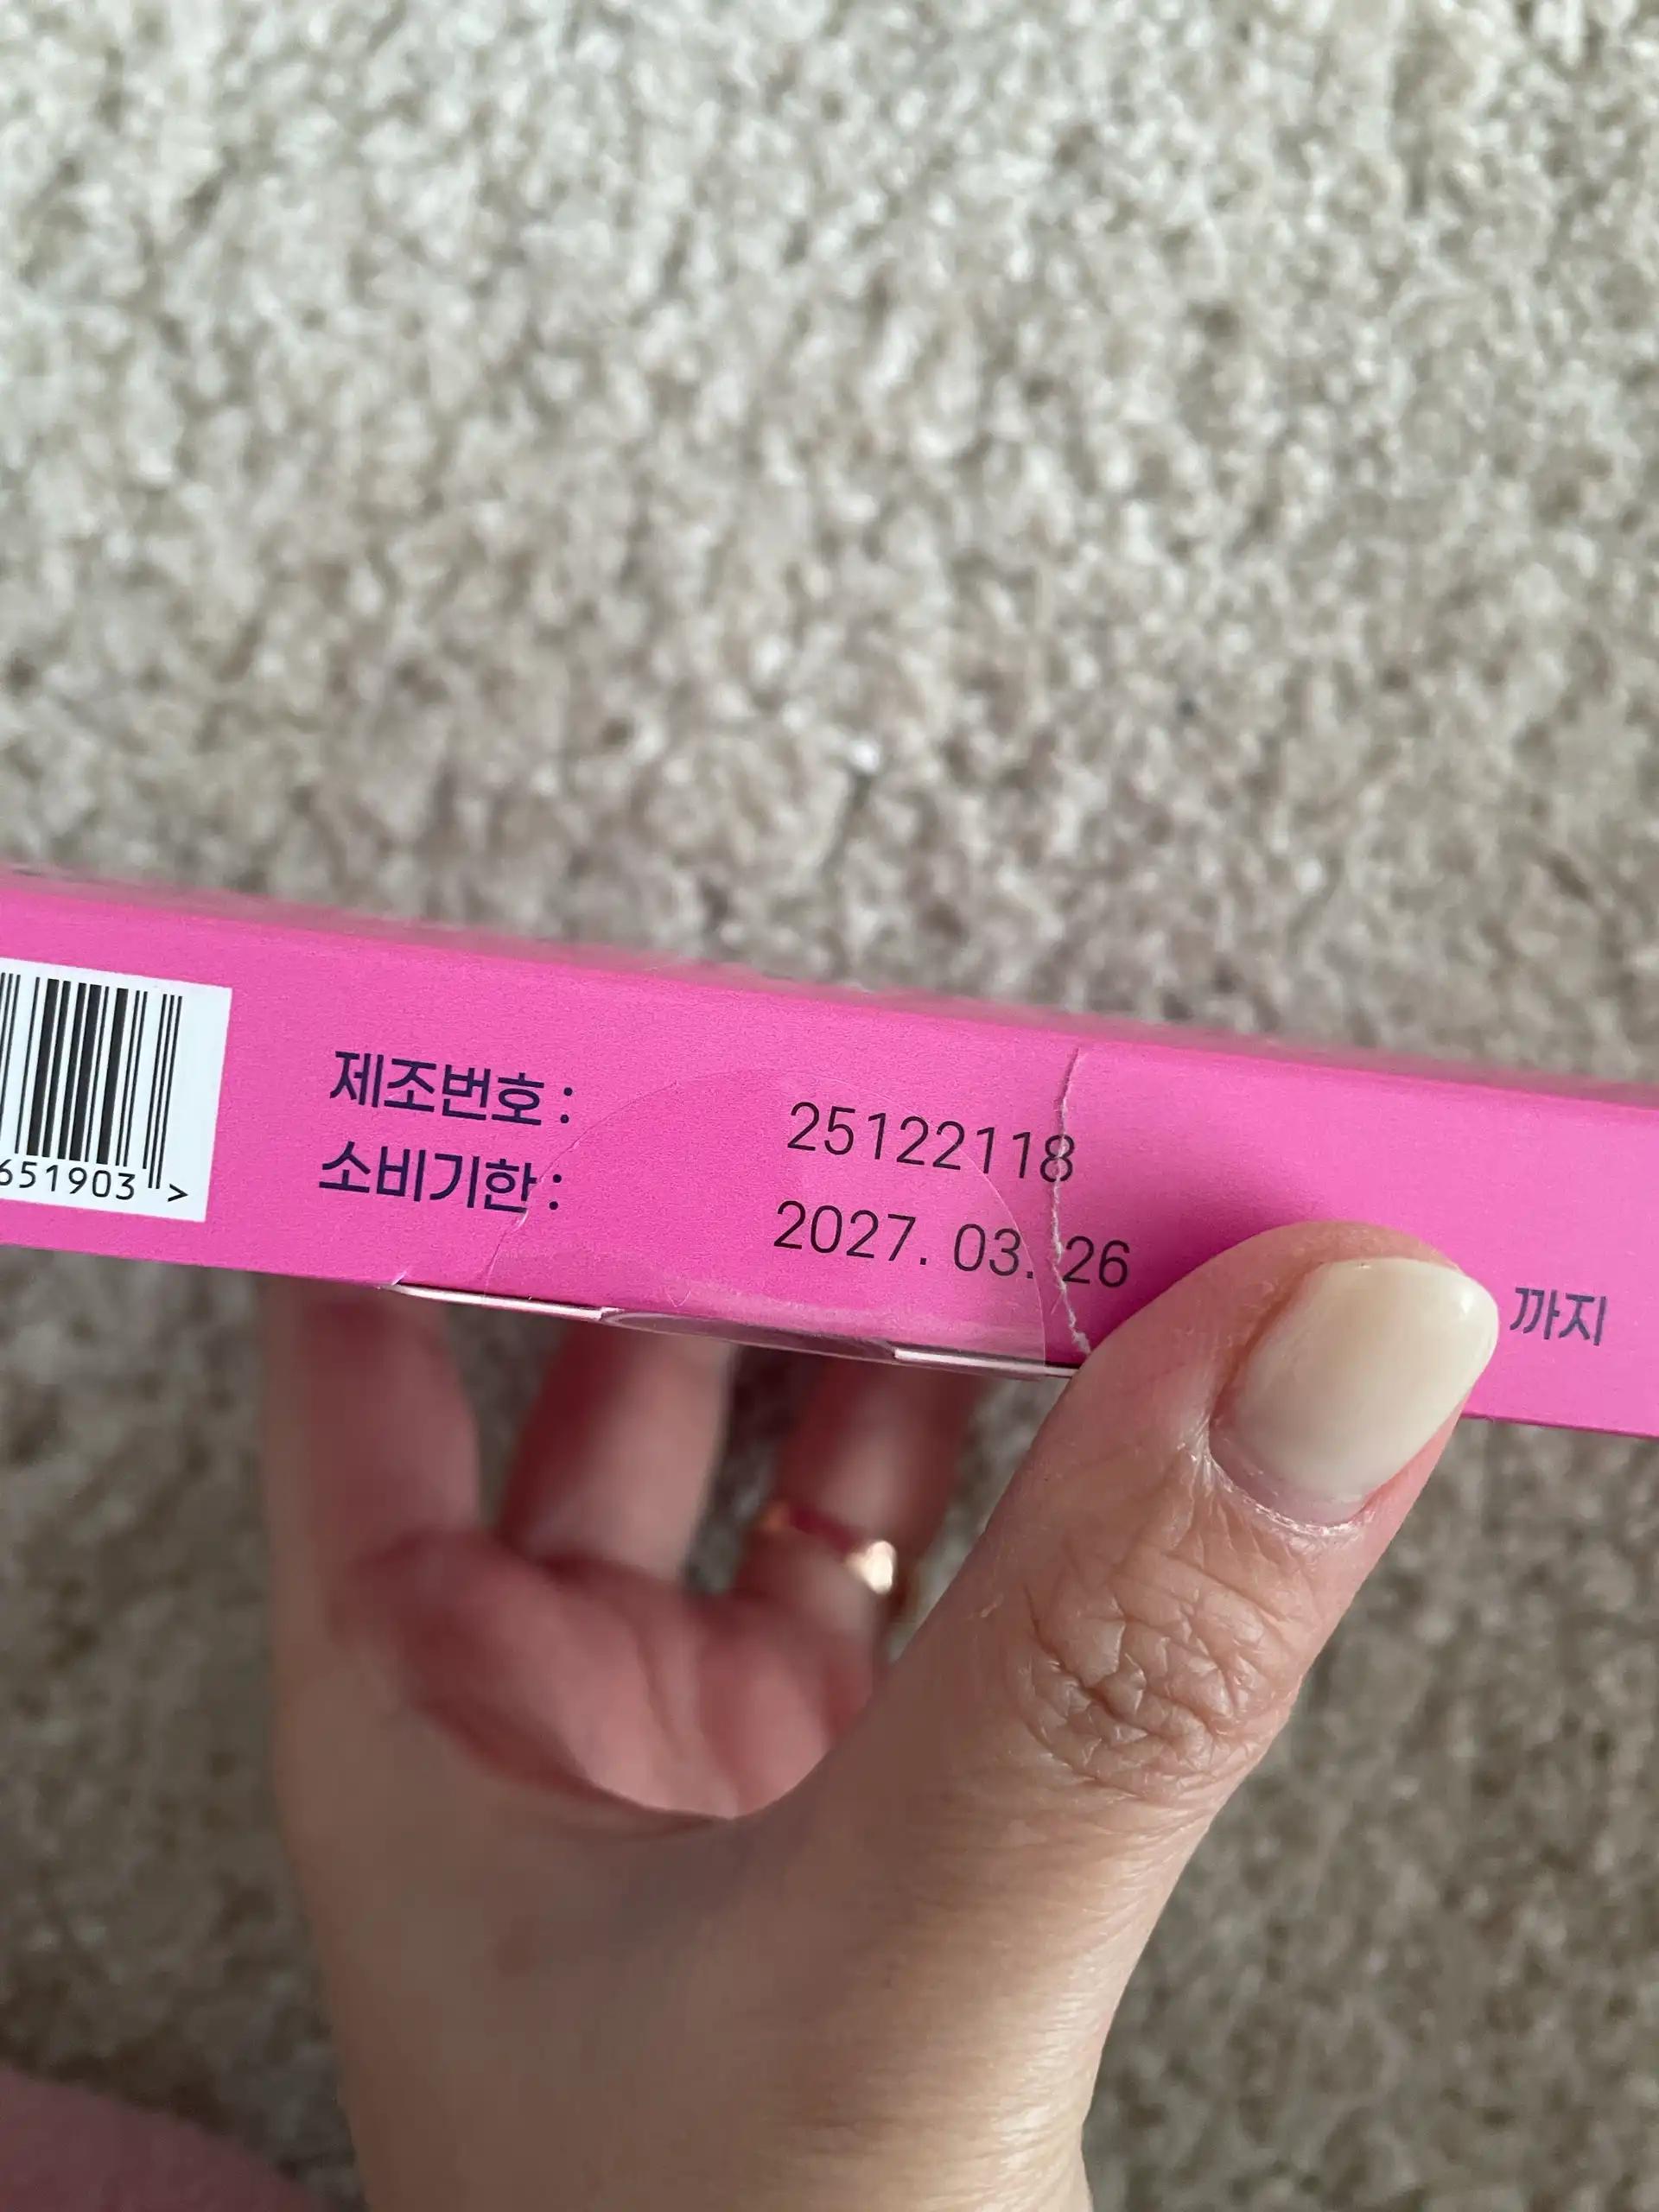 651903 >
제조번호 : 25122118
소비기한 : 2027. 03. 26 까지